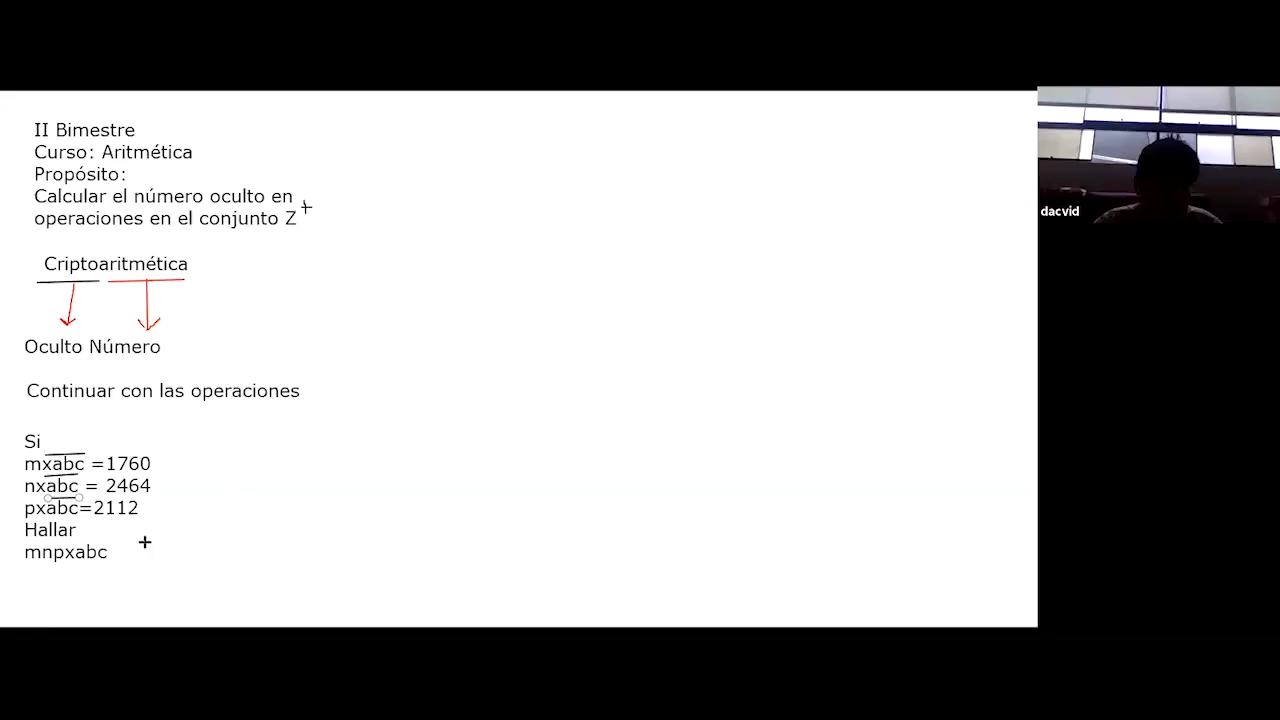 II Bimestre
Curso: Aritmética
Propósito:
Calcular el número oculto en
operaciones en el conjunto Z+
Criptoaritmética
Oculto Número
Continuar con las operaciones
Si
mxabc =1760
nxabc = 2464
pxabc=2112
Hallar
mnpxabc
dacvid